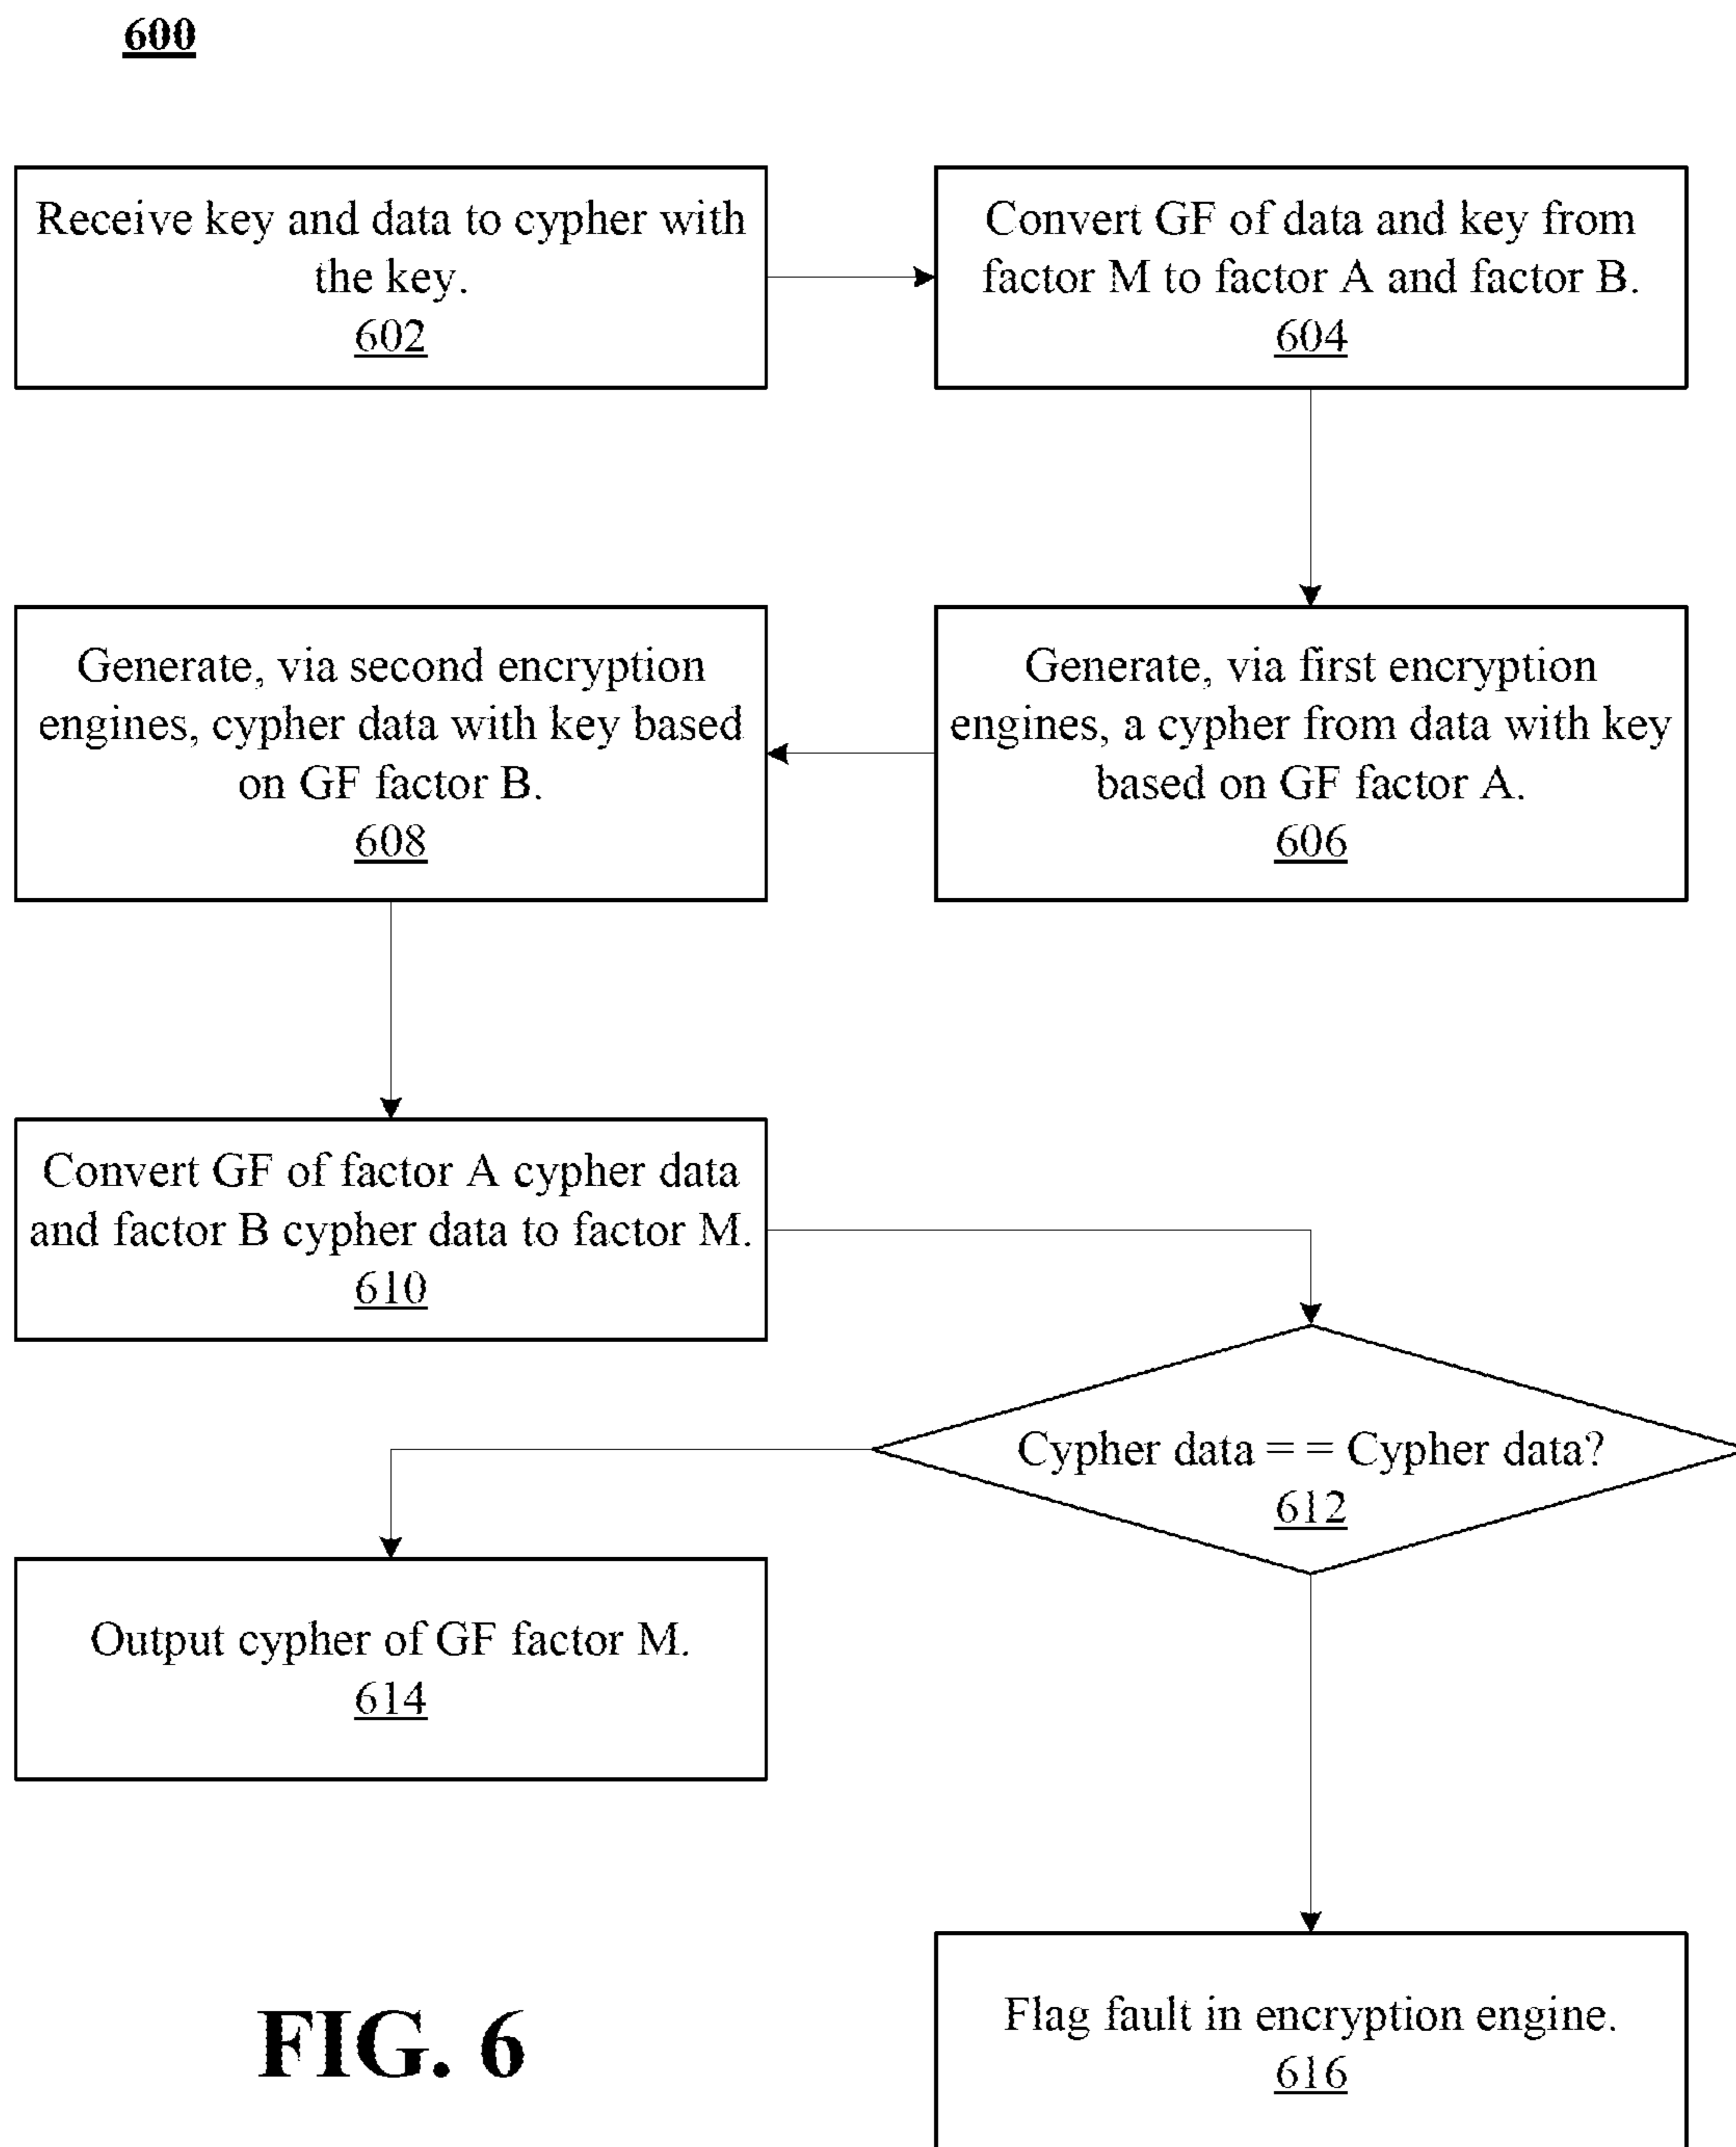 600
Receive key and data to cypher with
the key.
602
Convert GF of data and key from
factor M to factor A and factor B.
604
Generate, via first encryption
engines, a cypher from data with key
based on GF factor A.
606
Generate, via second encryption
engines, cypher data with key based
on GF factor B.
608
Convert GF of factor A cypher data
and factor B cypher data to factor M.
610
Cypher data = = Cypher data?
612
Output cypher of GF factor M.
614
Flag fault in encryption engine.
616
FIG. 6